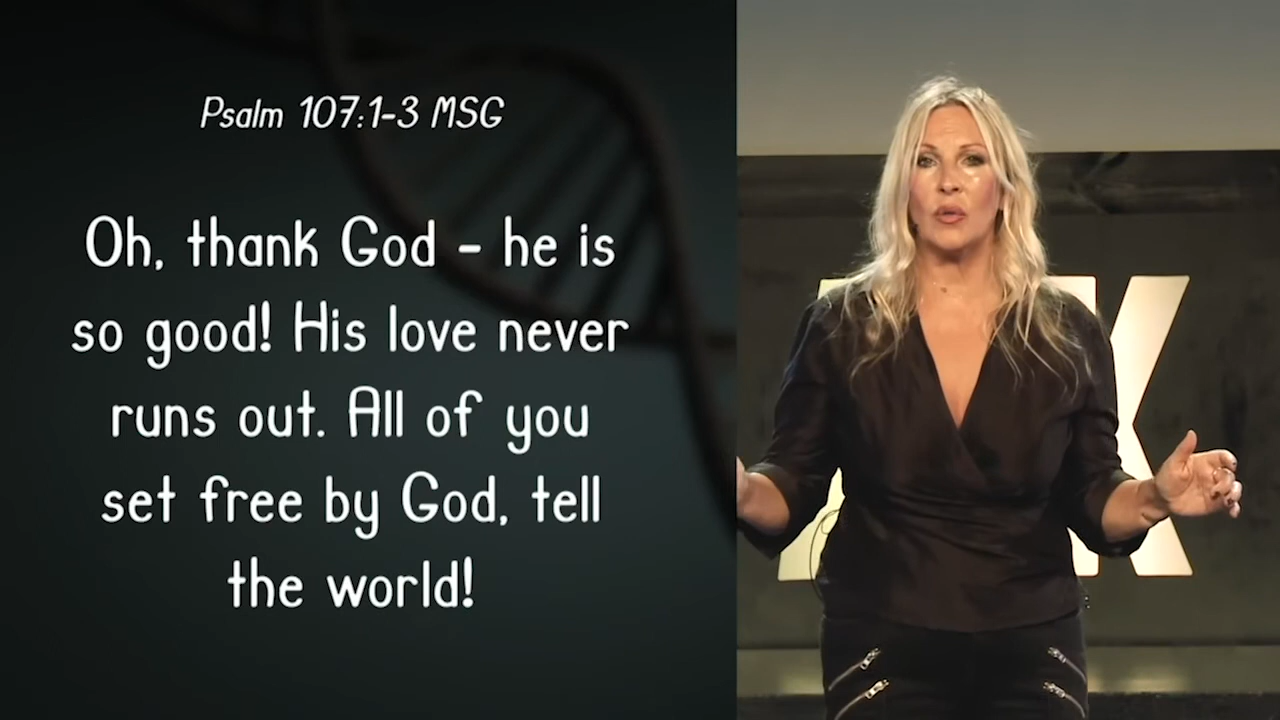 Psalm 107:1-3 MSG
Oh, thank God - he is
so good! His love never
runs out. All of you
set free by God, tell
the world!
K